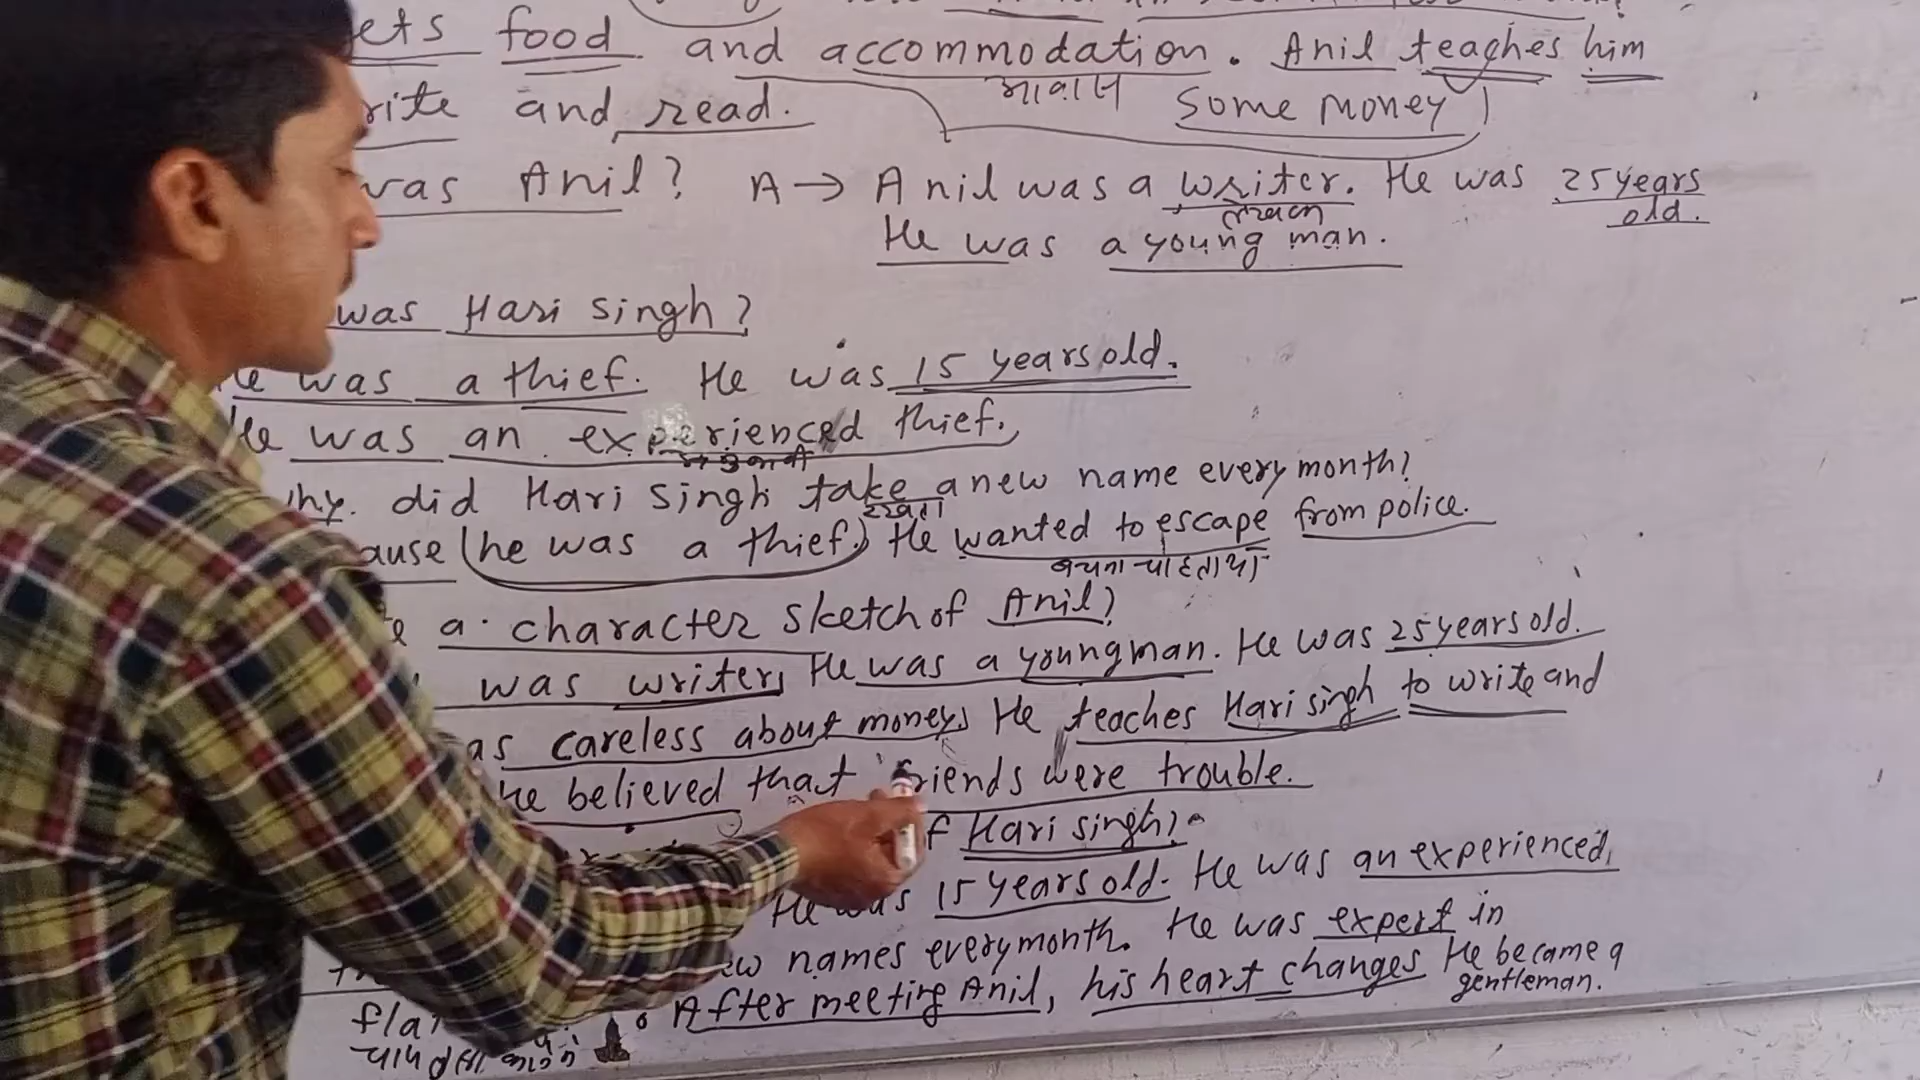 ets food and accommodation. Anil teaches him
rite and read. Some money)
was Anil? A → Anil was a writer. He was 25 years
old.
लेखक
He was a young man.
was Hari Singh?
He was a thief. He was 15 years old.
He was an experienced thief.
hy did Hari Singh take a new name every month?
ause (he was a thief.) He wanted to escape from police.
बचना चाहता था
a character sketch of Anil?
was writer, He was a young man. He was 25 years old.
as careless about money. He teaches Hari Singh to write and
he believed that friends were trouble.
f Hari Singh?
He was 15 years old. He was an experienced
ew names every month. He was expert in
After meeting Anil, his heart changes He became a
gentleman.